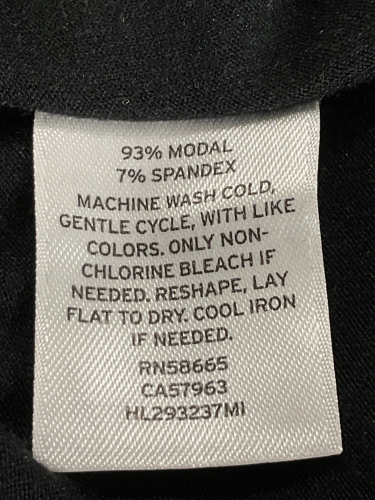 93% MODAL
7% SPANDEX
MACHINE WASH COLD,
GENTLE CYCLE, WITH LIKE
COLORS. ONLY NON-
CHLORINE BLEACH IF
NEEDED. RESHAPE, LAY
FLAT TO DRY. COOL IRON
IF NEEDED.
RN58665
CA57963
HL293237MI